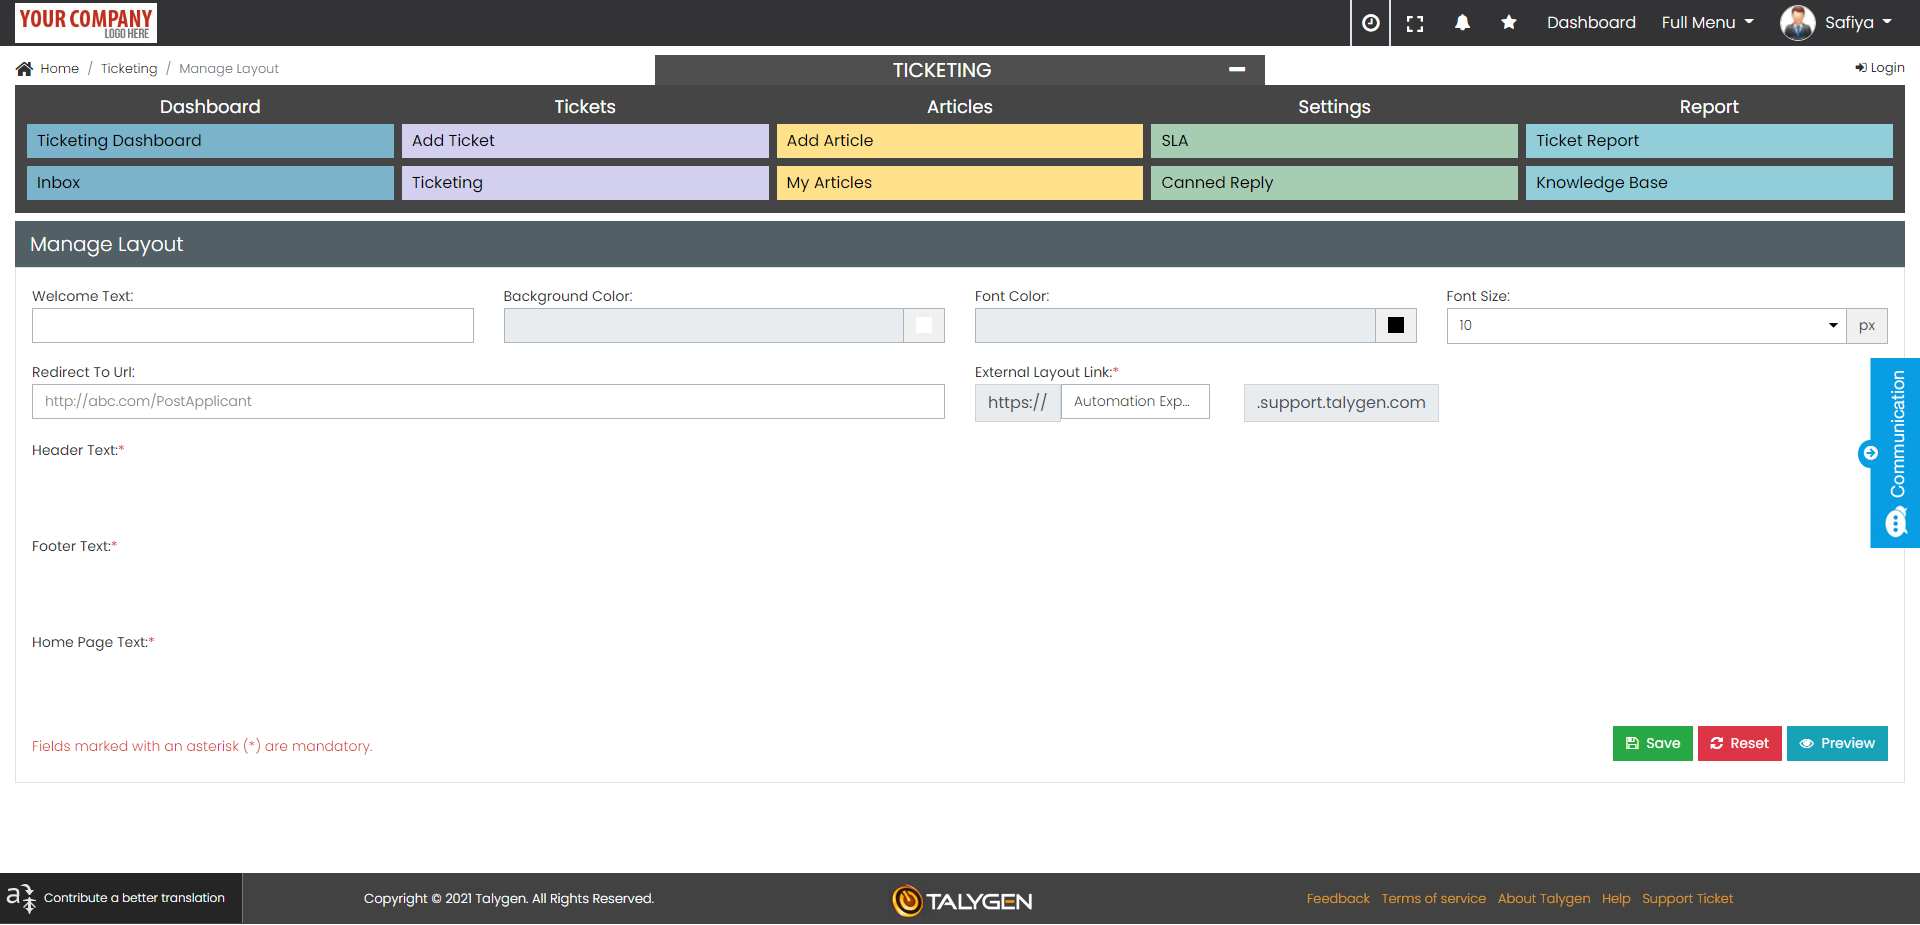 YOUR COMPANY
LOGO HERE
Dashboard Full Menu Safiya
Home / Ticketing / Manage Layout
TICKETING
Login
Dashboard Tickets Articles Settings Report
Ticketing Dashboard Add Ticket Add Article SLA Ticket Report
Inbox Ticketing My Articles Canned Reply Knowledge Base
Manage Layout
Welcome Text: Background Color: Font Color: Font Size:
10 px
Redirect To Url: External Layout Link:*
http://abc.com/PostApplicant https:// Automation Exp... .support.talygen.com
Header Text:*
Footer Text:*
Home Page Text:*
Fields marked with an asterisk (*) are mandatory.
Save Reset Preview
Communication
Contribute a better translation
Copyright © 2021 Talygen. All Rights Reserved.
TALYGEN
Feedback Terms of service About Talygen Help Support Ticket